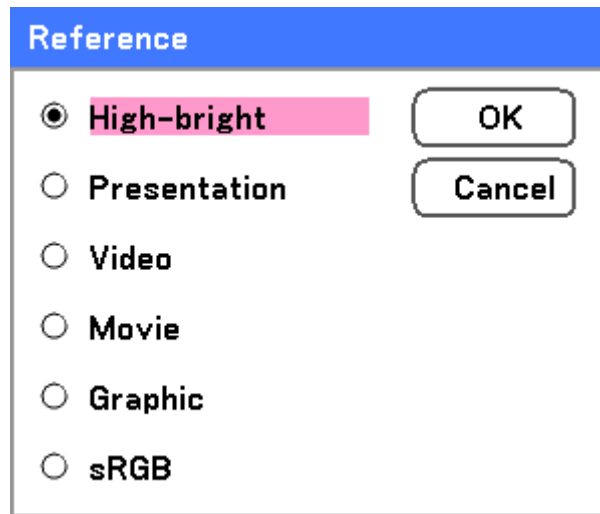 Reference
High-bright
OK
Presentation
Cancel
Video
Movie
Graphic
sRGB